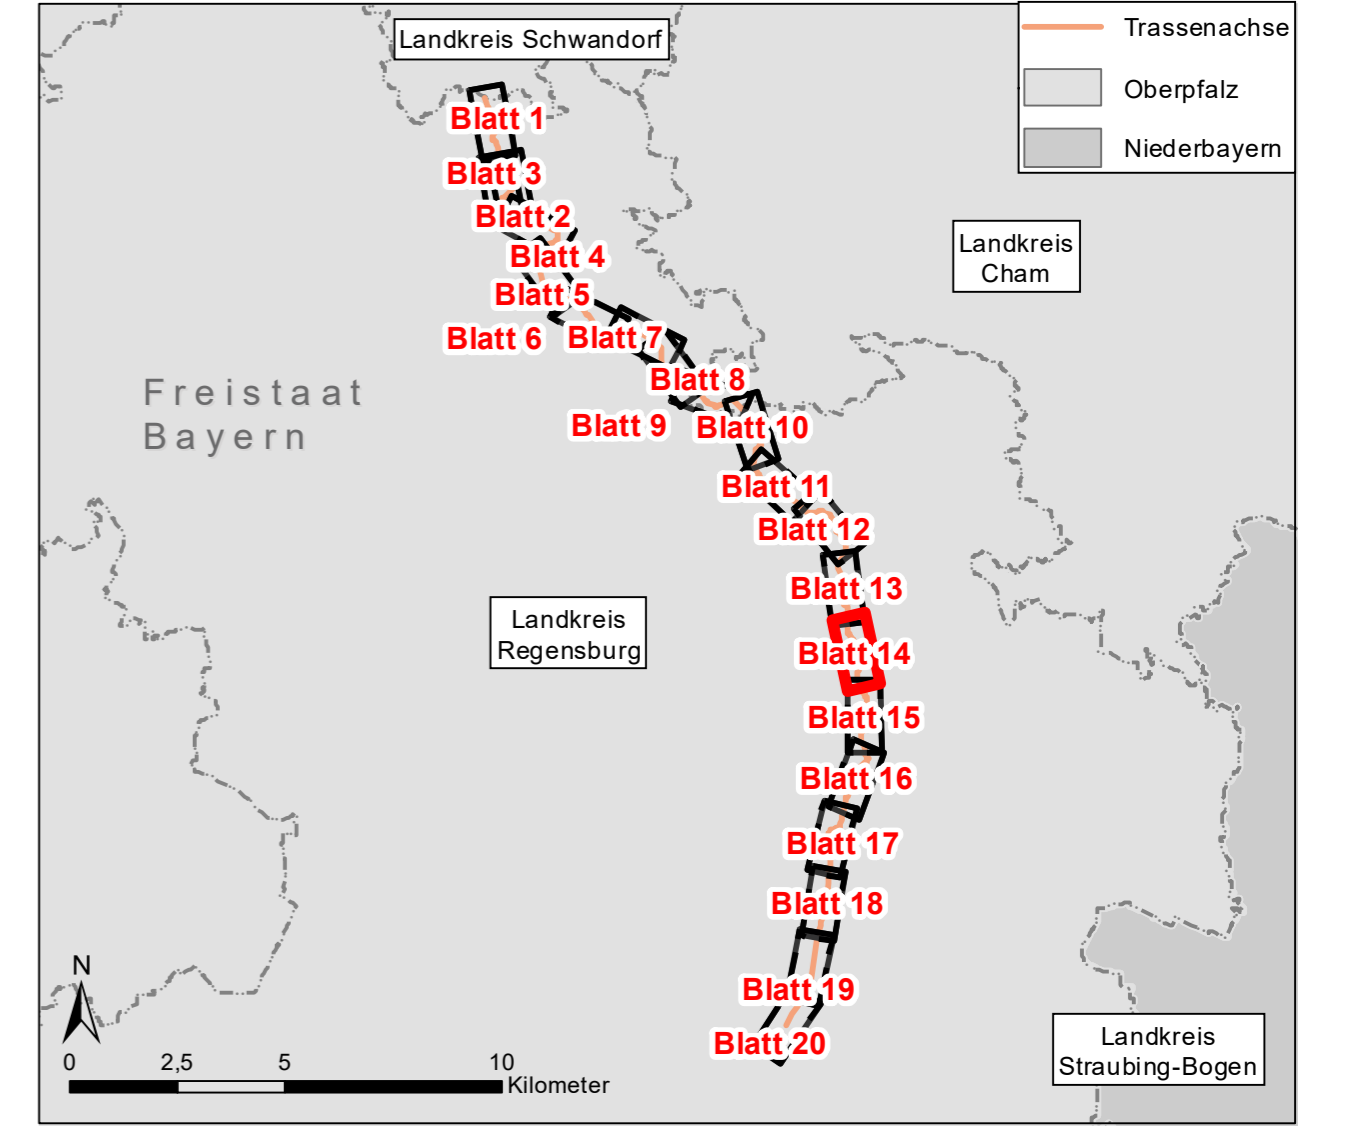 Landkreis Schwandorf
Trassenachse
Oberpfalz
Niederbayern
Blatt 1
Blatt 3
Blatt 2
Blatt 4
Blatt 5
Blatt 6
Blatt 7
Blatt 8
Blatt 9
Blatt 10
Blatt 11
Blatt 12
Blatt 13
Blatt 14
Blatt 15
Blatt 16
Blatt 17
Blatt 18
Blatt 19
Blatt 20
Landkreis
Cham
Freistaat
Bayern
Landkreis
Regensburg
Landkreis
Straubing-Bogen
N
0 2,5 5 10
Kilometer